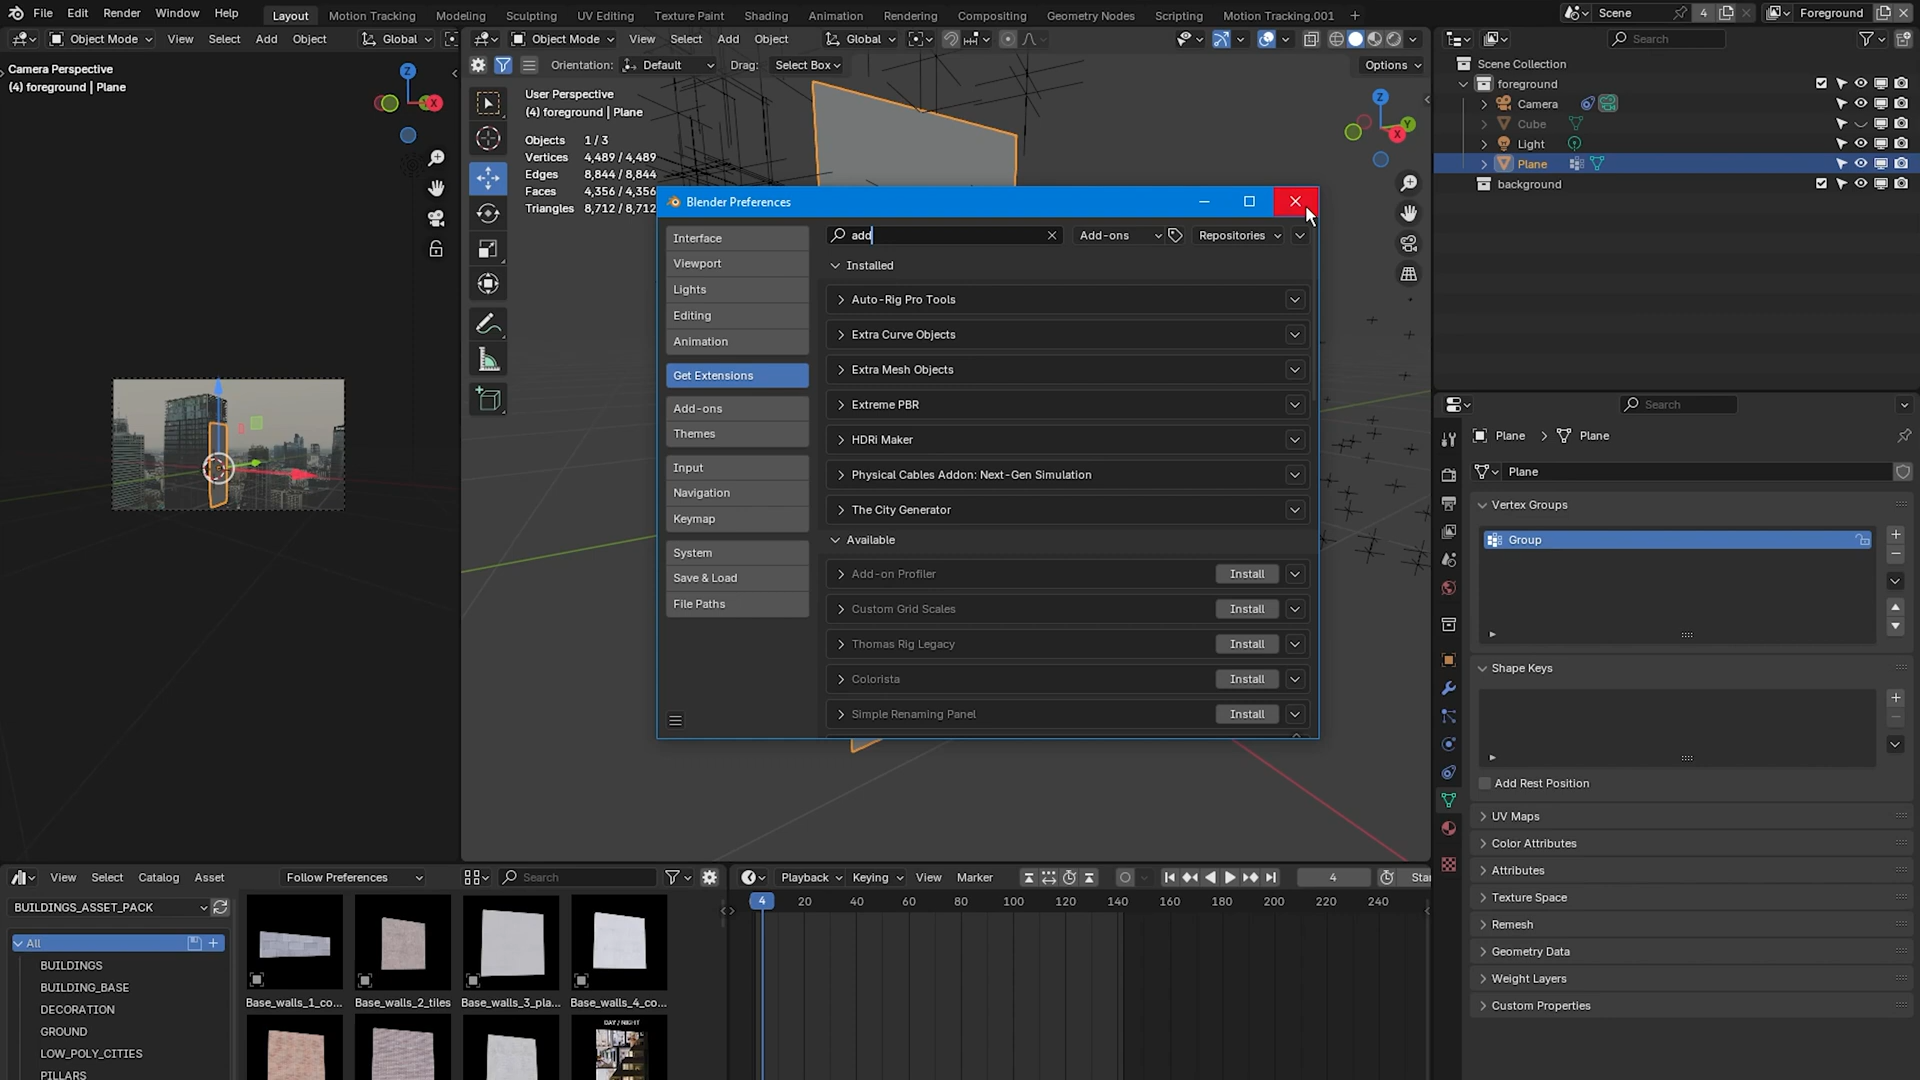 File Edit Render Window Help Layout Motion Tracking Modeling Sculpting UV Editing Texture Paint Shading Animation Rendering Compositing Geometry Nodes Scripting Motion Tracking.001 Scene 4 Foreground
Object Mode View Select Add Object Global Object Mode View Select Add Object Global Search
Orientation: Default Drag: Select Box Options
Camera Perspective
(4) foreground | Plane
User Perspective
(4) foreground | Plane
Objects 1 / 3
Vertices 4,489 / 4,489
Edges 8,844 / 8,844
Faces 4,356 / 4,356
Triangles 8,712 / 8,712
Z
X
Z
Y
X
Scene Collection
foreground
Camera
Cube
Light
Plane
background
Blender Preferences
Interface
Viewport
Lights
Editing
Animation
Get Extensions
Add-ons
Themes
Input
Navigation
Keymap
System
Save & Load
File Paths
add Add-ons Repositories
Installed
Auto-Rig Pro Tools
Extra Curve Objects
Extra Mesh Objects
Extreme PBR
HDRi Maker
Physical Cables Addon: Next-Gen Simulation
The City Generator
Available
Add-on Profiler Install
Custom Grid Scales Install
Thomas Rig Legacy Install
Colorista Install
Simple Renaming Panel Install
Search
Plane Plane
Plane
Vertex Groups
Group
Shape Keys
Add Rest Position
UV Maps
Color Attributes
Attributes
Texture Space
Remesh
Geometry Data
Weight Layers
Custom Properties
View Select Catalog Asset Follow Preferences Search
BUILDINGS_ASSET_PACK
All
BUILDINGS
BUILDING_BASE
DECORATION
GROUND
LOW_POLY_CITIES
PILLARS
Base_walls_1_co... Base_walls_2_tiles Base_walls_3_pla... Base_walls_4_co...
DAY / NIGHT
Playback Keying View Marker 4 Star
4 20 40 60 80 100 120 140 160 180 200 220 240